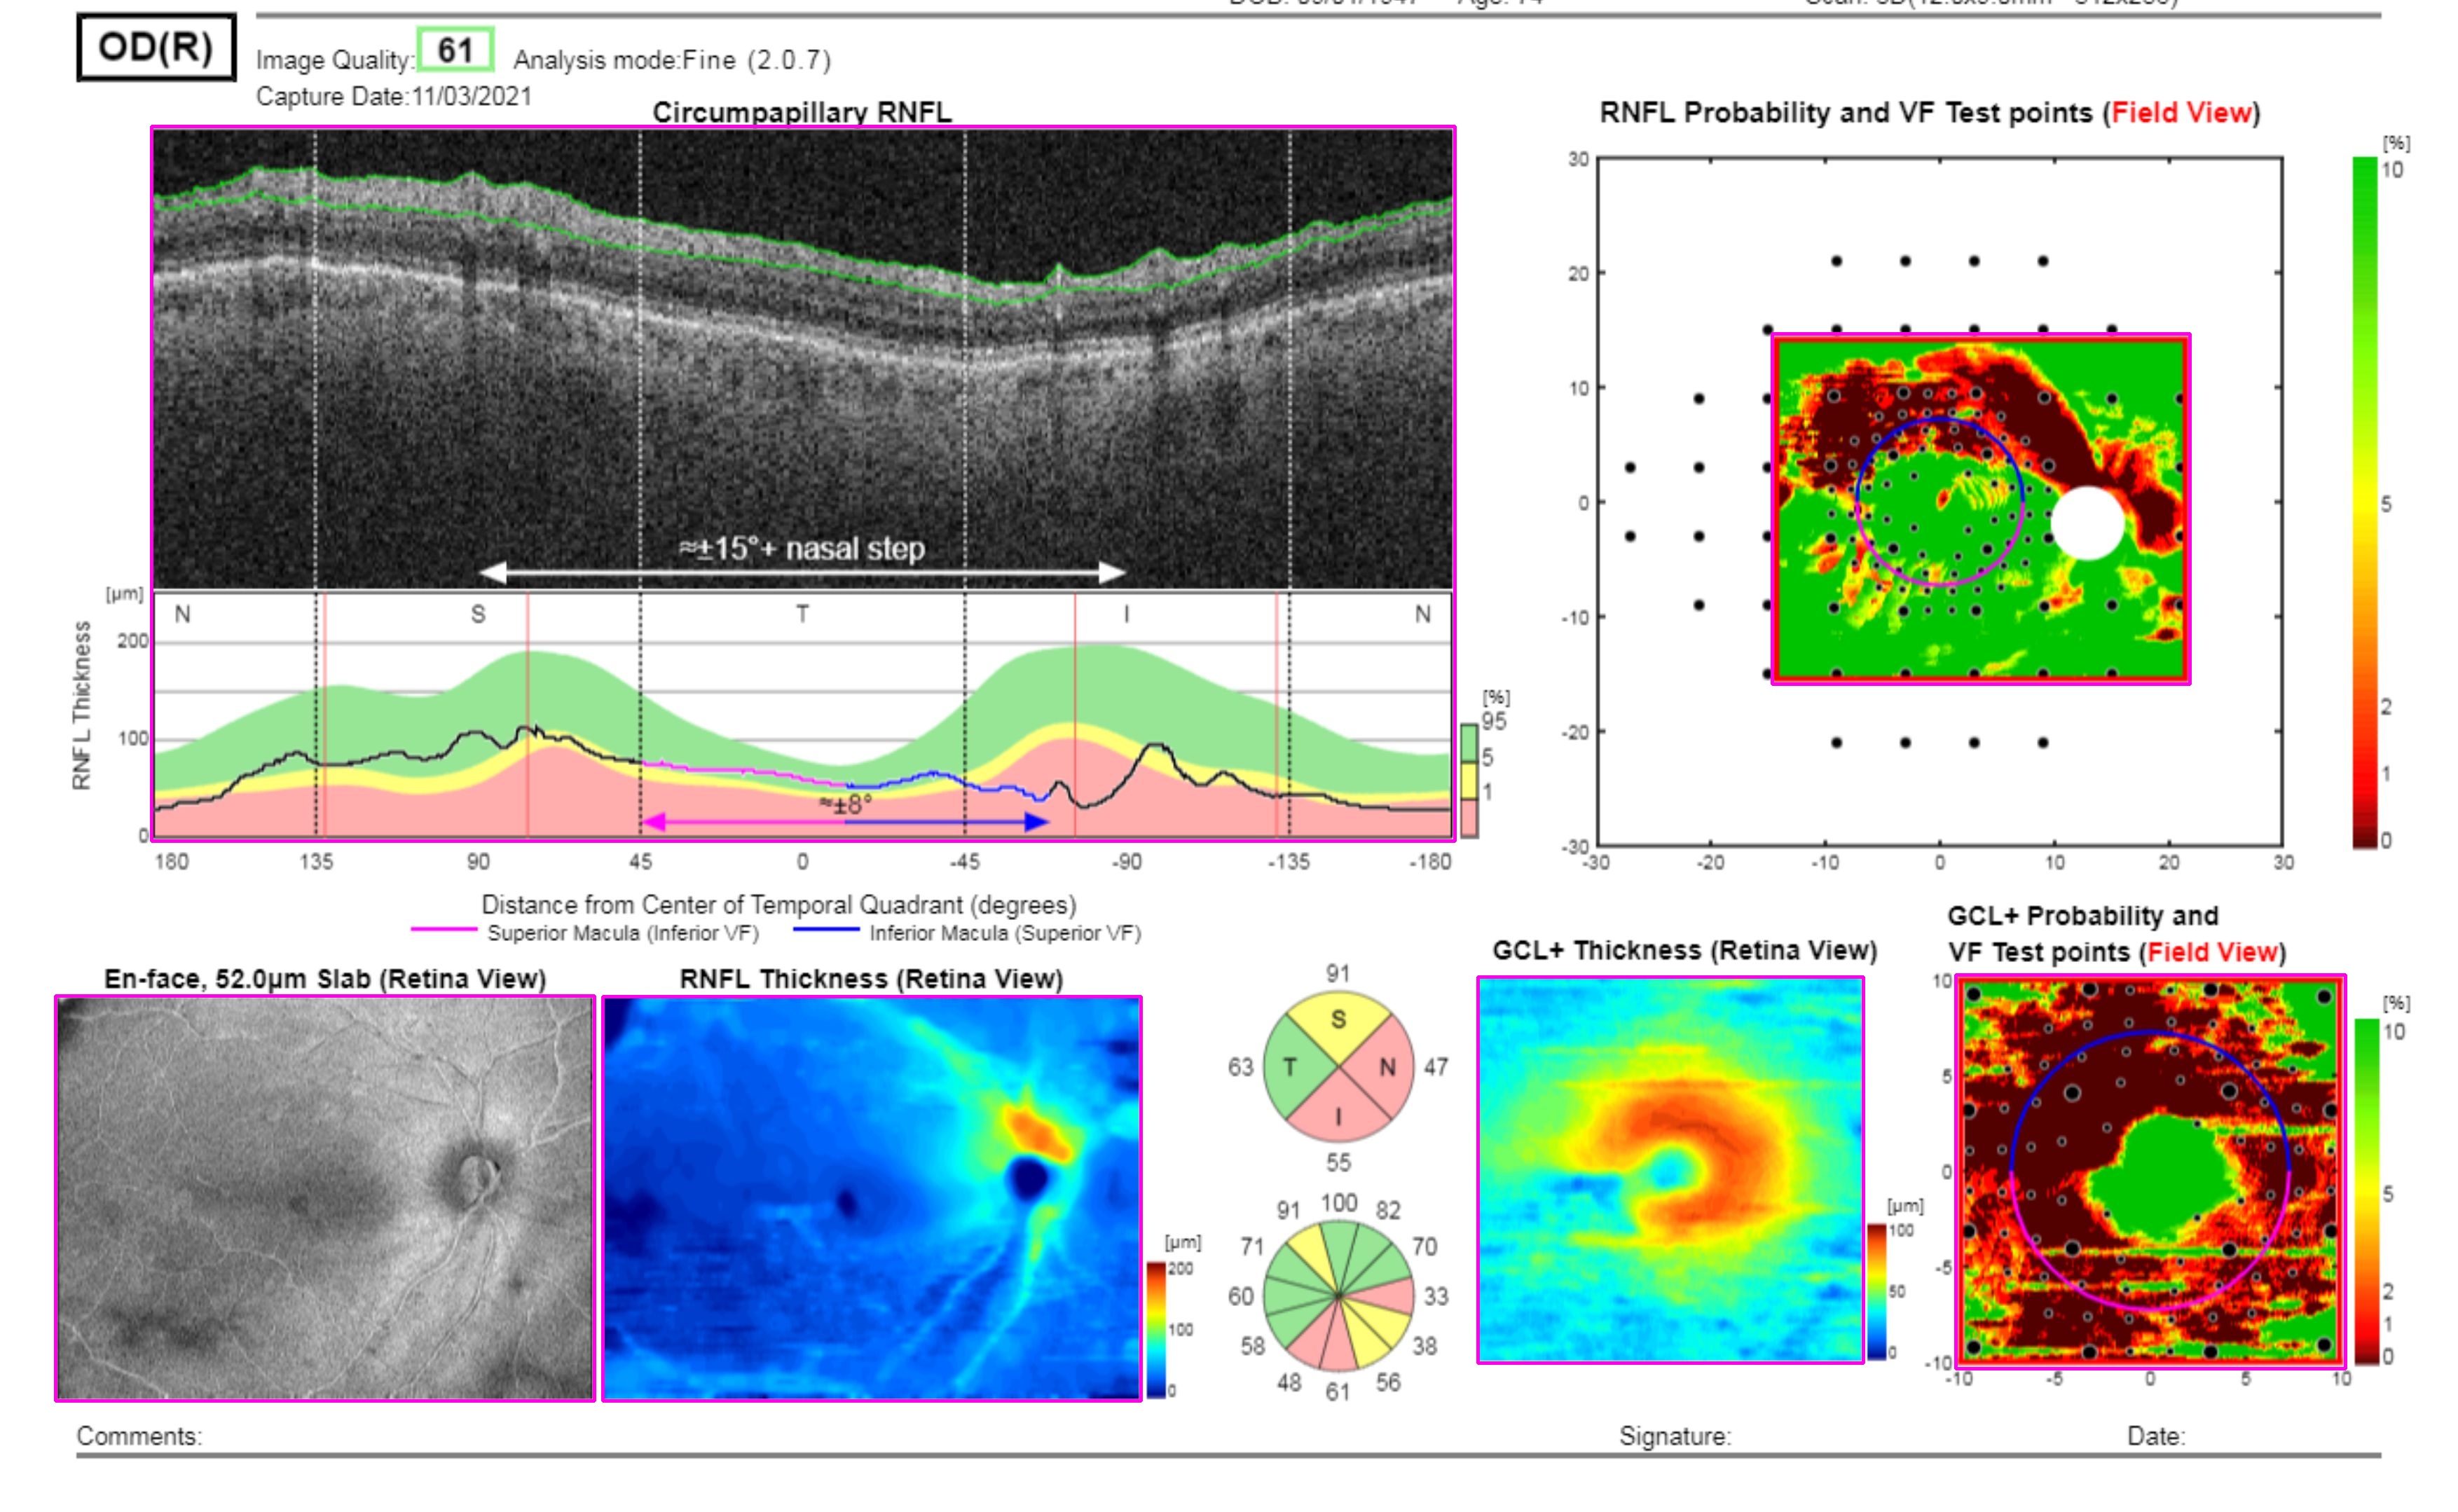 OD(R)
Image Quality: 61 Analysis mode:Fine (2.0.7)
Capture Date:11/03/2021
Circumpapillary RNFL
≈±15°+ nasal step
[µm]
N S T I N
200
100
0
RNFL Thickness
≈±8°
[%]
95
5
1
180 135 90 45 0 -45 -90 -135 -180
Distance from Center of Temporal Quadrant (degrees)
Superior Macula (Inferior VF) Inferior Macula (Superior VF)
RNFL Probability and VF Test points (Field View)
30
20
10
0
-10
-20
-30
-30 -20 -10 0 10 20 30
[%]
10
5
2
1
0
En-face, 52.0µm Slab (Retina View)
RNFL Thickness (Retina View)
[µm]
200
100
0
91
S
63 T N 47
I
55
91 100 82
71 70
60 33
58 38
48 61 56
GCL+ Thickness (Retina View)
[µm]
100
50
0
GCL+ Probability and
VF Test points (Field View)
10
5
0
-5
-10
-10 -5 0 5 10
[%]
10
5
2
1
0
Comments: Signature: Date: